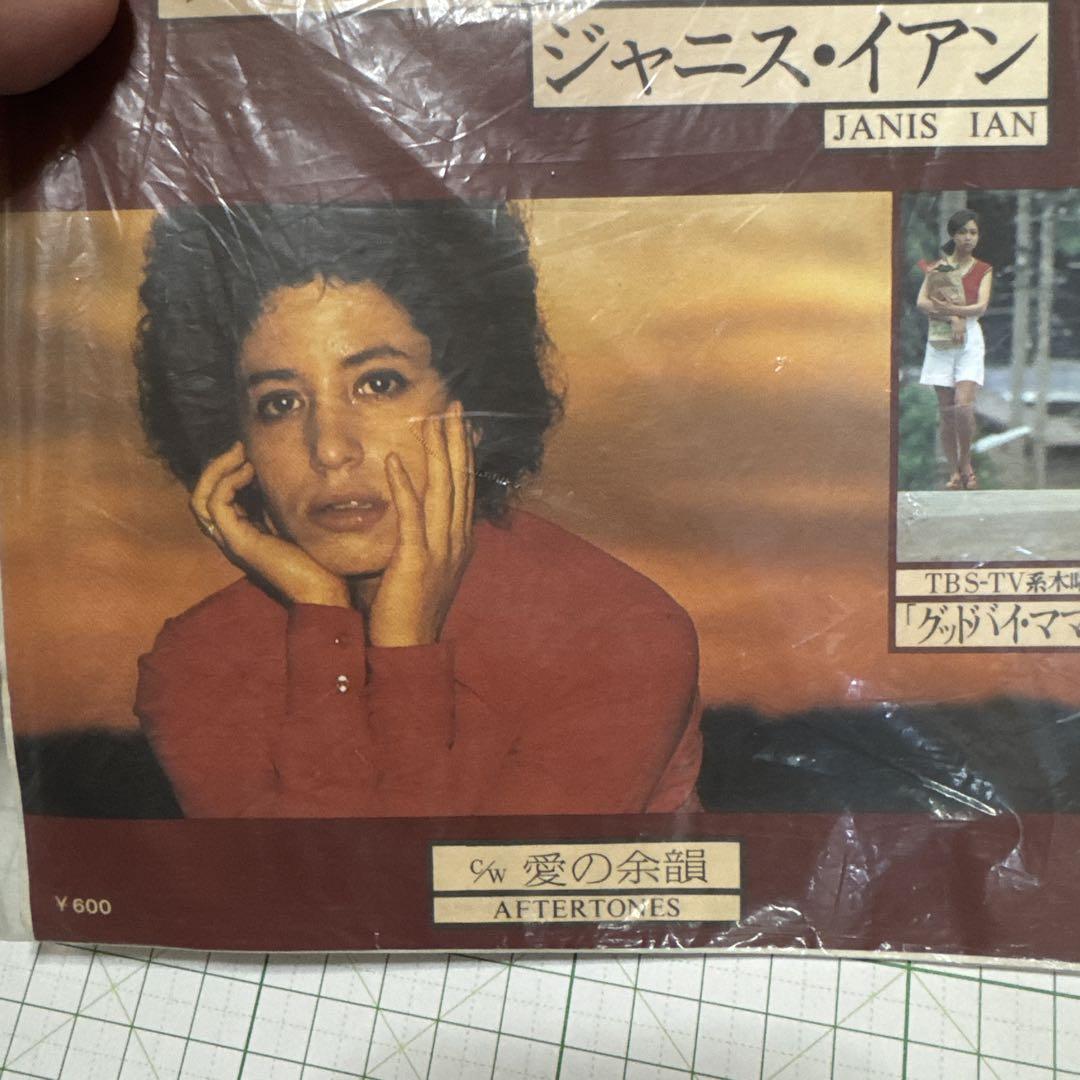 ジャニス・イアン
JANIS IAN
TBS-TV系木
「グッドバイ・ママ
¥600
c/w 愛の余韻
AFTERTONES